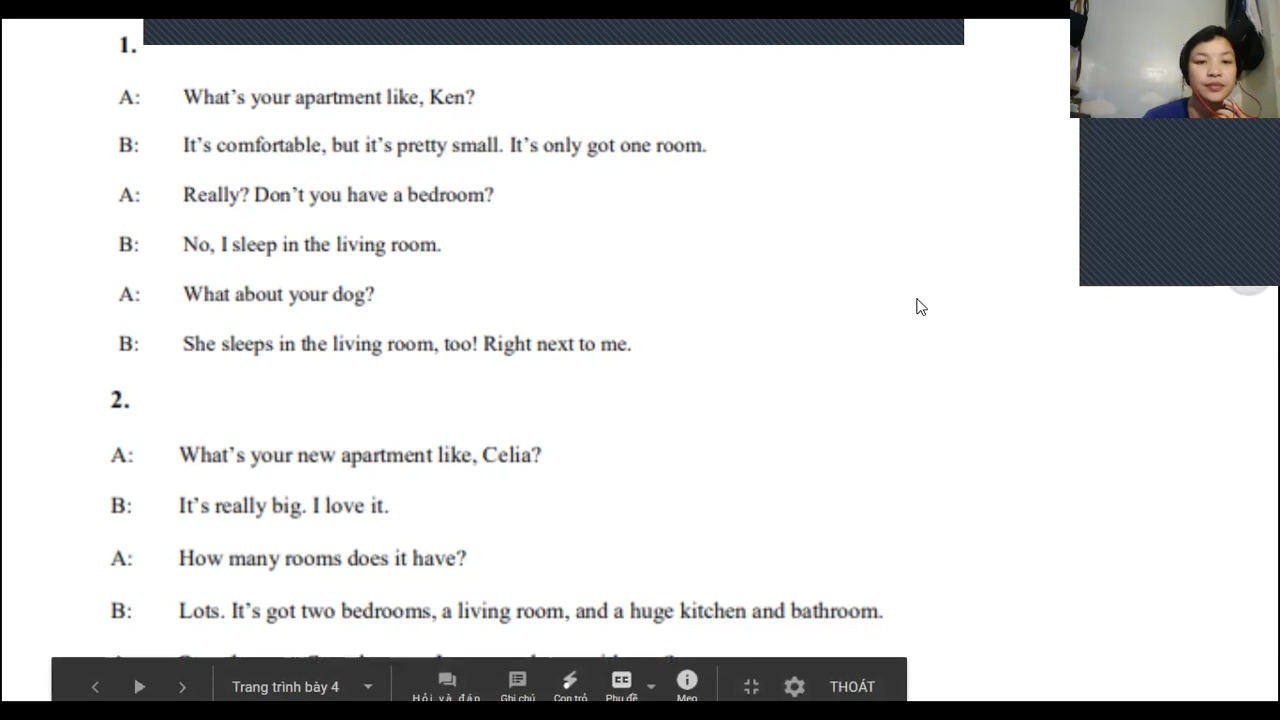 1.
A: What's your apartment like, Ken?
B: It's comfortable, but it's pretty small. It's only got one room.
A: Really? Don't you have a bedroom?
B: No, I sleep in the living room.
A: What about your dog?
B: She sleeps in the living room, too! Right next to me.
2.
A: What's your new apartment like, Celia?
B: It's really big. I love it.
A: How many rooms does it have?
B: Lots. It's got two bedrooms, a living room, and a huge kitchen and bathroom.
Trang trình bày 4
Hỏi và đáp
Ghi chú
Con trỏ
Phụ đề
Mẹo
THOÁT